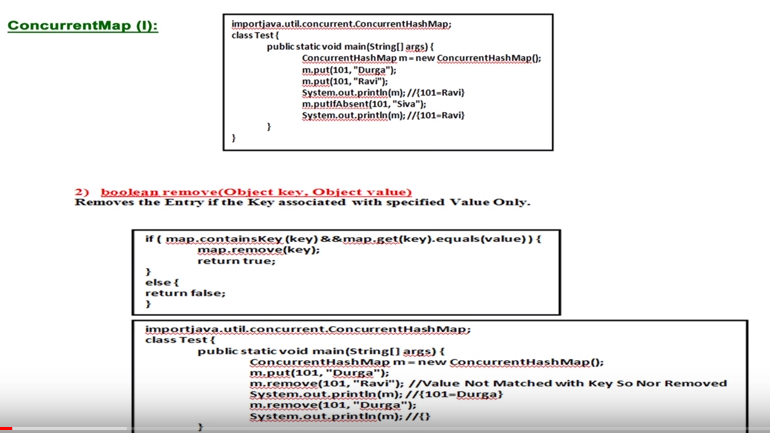 ConcurrentMap (I):
importjava.util.concurrent.ConcurrentHashMap;
class Test {
public static void main(String[] args) {
ConcurrentHashMap m = new ConcurrentHashMap();
m.put(101, "Durga");
m.put(101, "Ravi");
System.out.println(m); //{101=Ravi}
m.putIfAbsent(101, "Siva");
System.out.println(m); //{101=Ravi}
}
}
2) boolean remove(Object key, Object value)
Removes the Entry if the Key associated with specified Value Only.
if ( map.containsKey (key) &&map.get(key).equals(value) ) {
map.remove(key);
return true;
}
else {
return false;
}
importjava.util.concurrent.ConcurrentHashMap;
class Test {
public static void main(String[] args) {
ConcurrentHashMap m = new ConcurrentHashMap();
m.put(101, "Durga");
m.remove(101, "Ravi"); //Value Not Matched with Key So Nor Removed
System.out.println(m); //{101=Durga}
m.remove(101, "Durga");
System.out.println(m); //{}
}